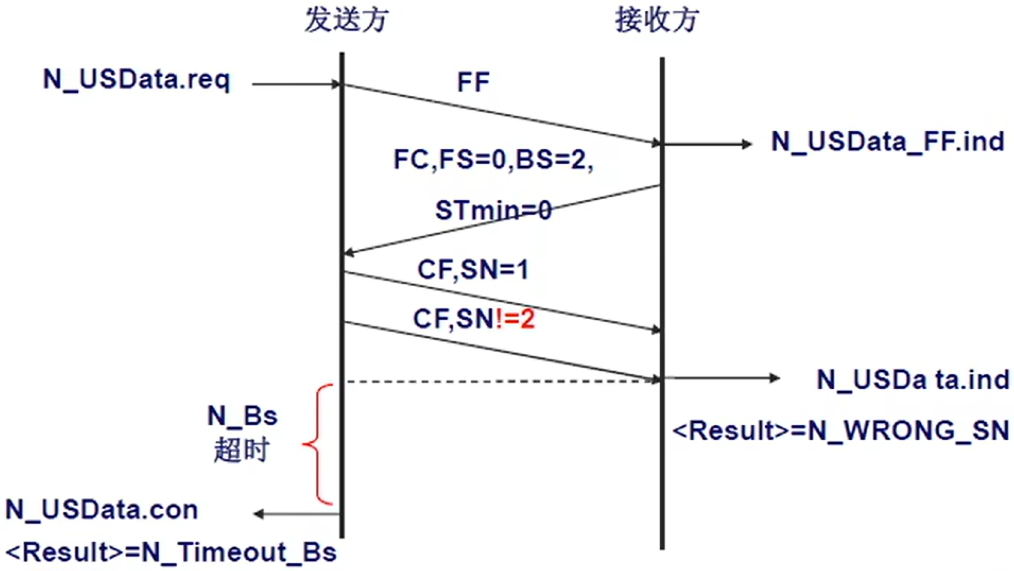 发送方
接收方
N_USData.req
FF
N_USData_FF.ind
FC,FS=0,BS=2,
STmin=0
CF,SN=1
CF,SN!=2
N_USDa ta.ind
<Result>=N_WRONG_SN
N_Bs
超时
N_USData.con
<Result>=N_Timeout_Bs